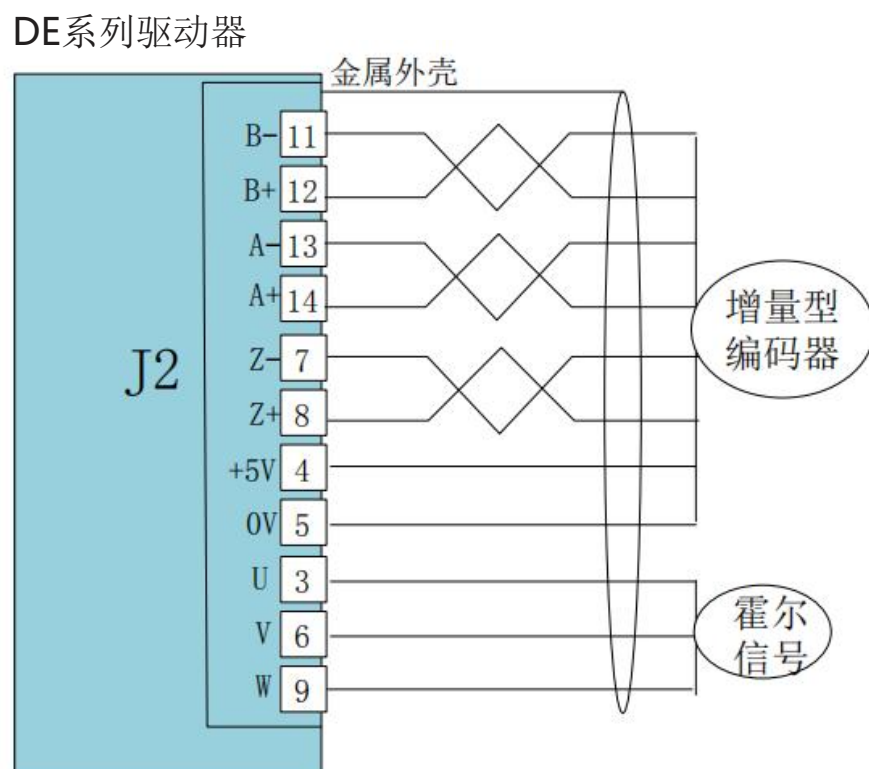 DE系列驱动器
金属外壳
B- 11
B+ 12
A- 13
A+ 14
Z- 7
Z+ 8
+5V 4
0V 5
U 3
V 6
W 9
J2
增量型
编码器
霍尔
信号